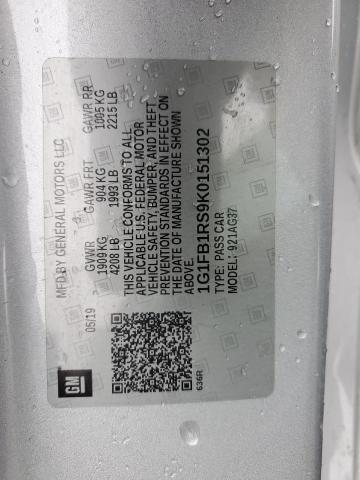 GM
MFD BY GENERAL MOTORS LLC
05/19
GVWR GAWR FRT GAWR RR
1909 KG 904 KG 1005 KG
4208 LB 1993 LB 2215 LB
THIS VEHICLE CONFORMS TO ALL
APPLICABLE U.S. FEDERAL MOTOR
VEHICLE SAFETY, BUMPER, AND THEFT
PREVENTION STANDARDS IN EFFECT ON
THE DATE OF MANUFACTURE SHOWN
ABOVE.
1G1FB1RS9K0151302
TYPE: PASS CAR
MODEL: 921AG37
636R